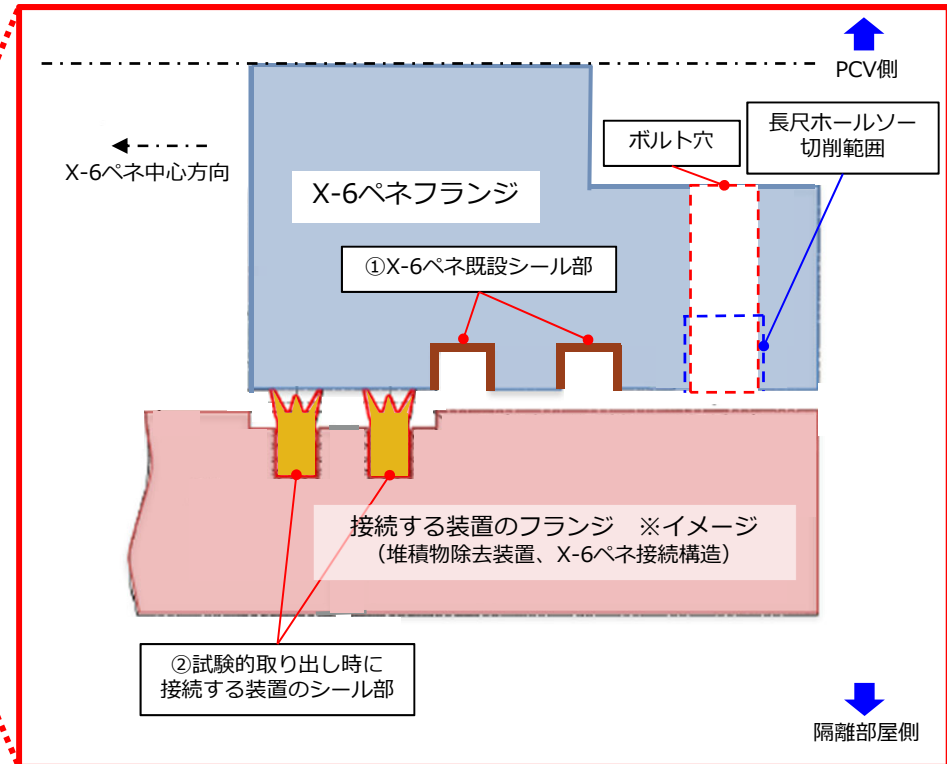 PCV側
X-6ペネ中心方向
ボルト穴
長尺ホールソー
切削範囲
X-6ペネフランジ
①X-6ペネ既設シール部
接続する装置のフランジ　※イメージ
（堆積物除去装置、X-6ペネ接続構造）
②試験的取り出し時に
接続する装置のシール部
隔離部屋側